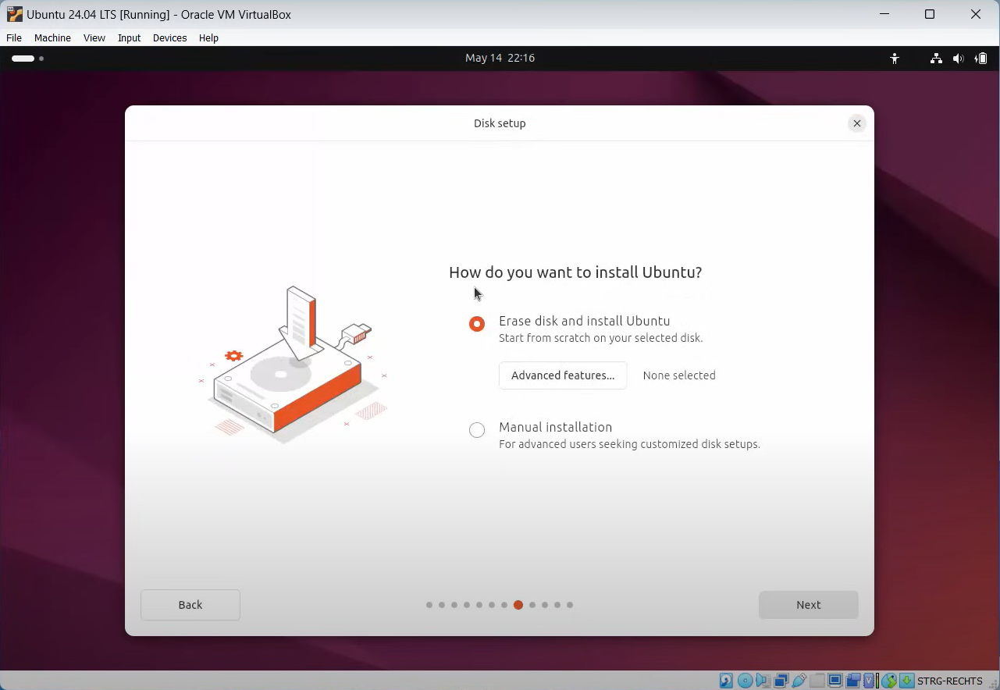 Ubuntu 24.04 LTS [Running] - Oracle VM VirtualBox
File Machine View Input Devices Help
May 14 22:16
Disk setup
How do you want to install Ubuntu?
Erase disk and install Ubuntu
Start from scratch on your selected disk.
Advanced features... None selected
Manual installation
For advanced users seeking customized disk setups.
Back Next
STRG-RECHTS